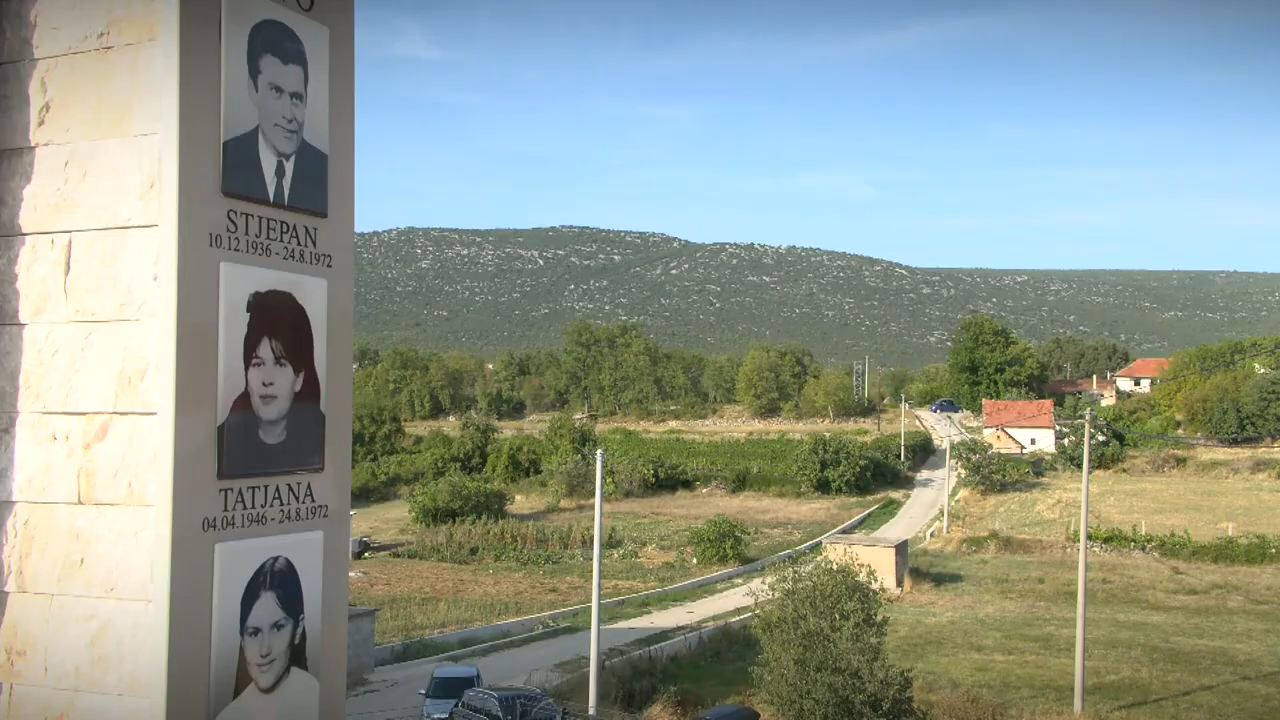 STJEPAN
10.12.1936 - 24.8.1972
TATJANA
04.04.1946 - 24.8.1972